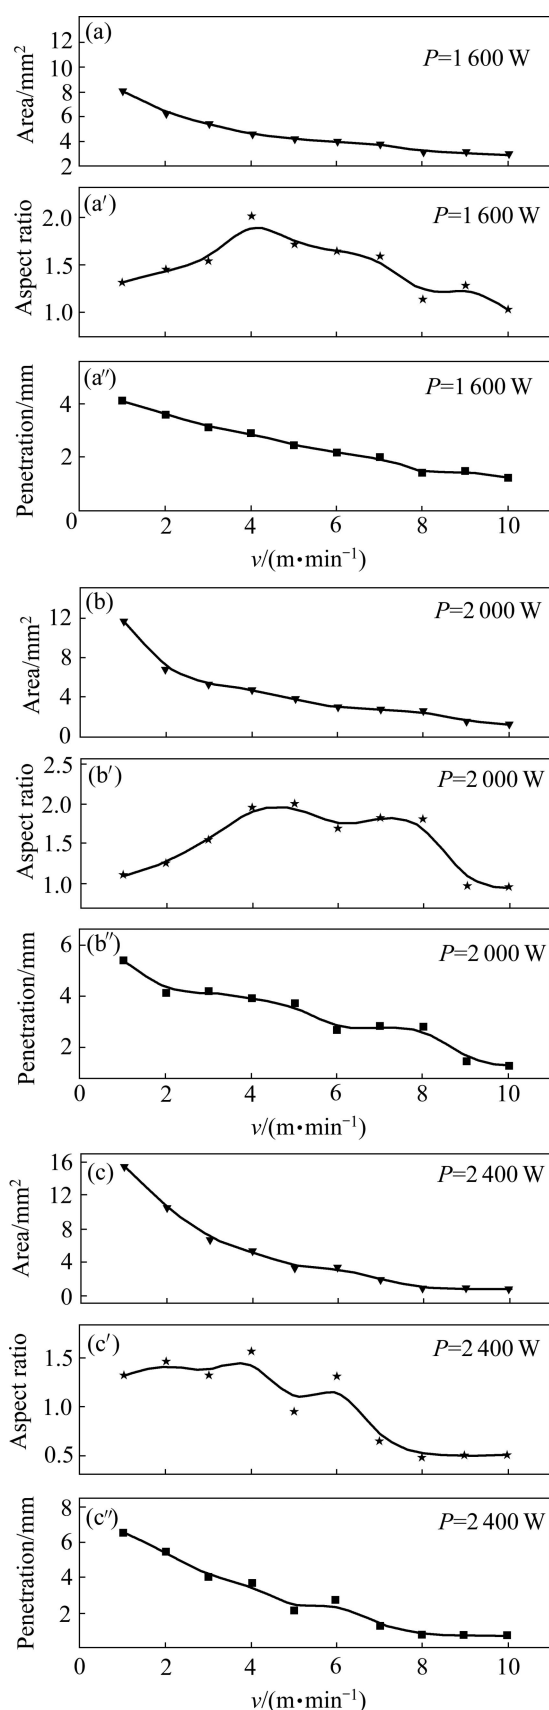 (a)
P=1 600 W
Area/mm²
12
10
8
6
4
2
(a′)
P=1 600 W
Aspect ratio
2.0
1.5
1.0
(a″)
P=1 600 W
Penetration/mm
4
2
0
2 4 6 8 10
v/(m·min⁻¹)
(b)
P=2 000 W
Area/mm²
12
8
4
0
(b′)
P=2 000 W
Aspect ratio
2.5
2.0
1.5
1.0
(b″)
P=2 000 W
Penetration/mm
6
4
2
0 2 4 6 8 10
v/(m·min⁻¹)
(c)
P=2 400 W
Area/mm²
16
12
8
4
0
(c′)
P=2 400 W
Aspect ratio
1.5
1.0
0.5
(c″)
P=2 400 W
Penetration/mm
8
6
4
2
0 2 4 6 8 10
v/(m·min⁻¹)